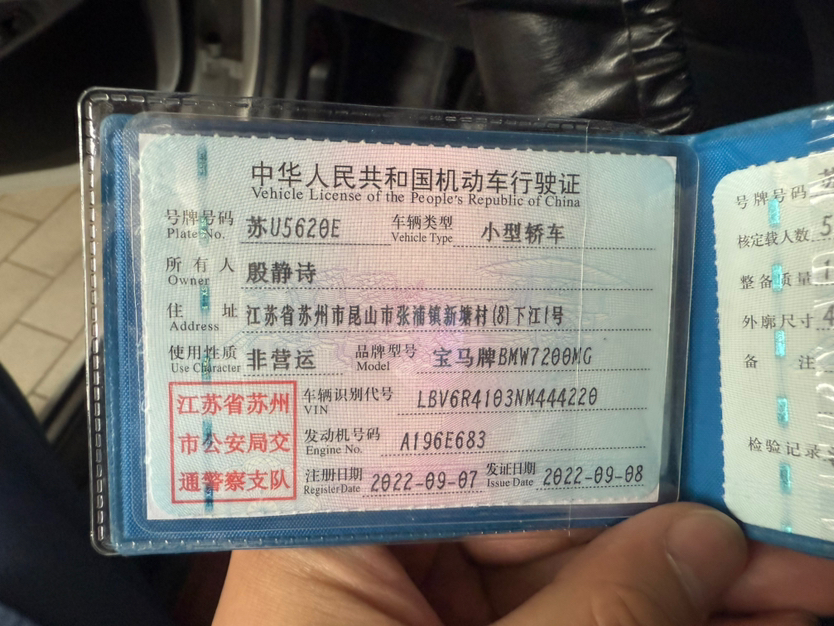 中华人民共和国机动车行驶证
Vehicle License of the People's Republic of China
号牌号码 苏U5620E 车辆类型 小型轿车
Plate No. Vehicle Type
所有人 殷静诗
Owner
住址 江苏省苏州市昆山市张浦镇新塘村(8)下江1号
Address
使用性质 非营运 品牌型号 宝马牌BMW7200MG
Use Character Model
江苏省苏州
市公安局交
通警察支队
车辆识别代号 LBV6R4103NM444220
VIN
发动机号码 A196E683
Engine No.
注册日期 2022-09-07 发证日期 2022-09-08
Register Date Issue Date
号牌号码
核定载人数 5
整备质量 1
外廓尺寸 4
备注
检验记录